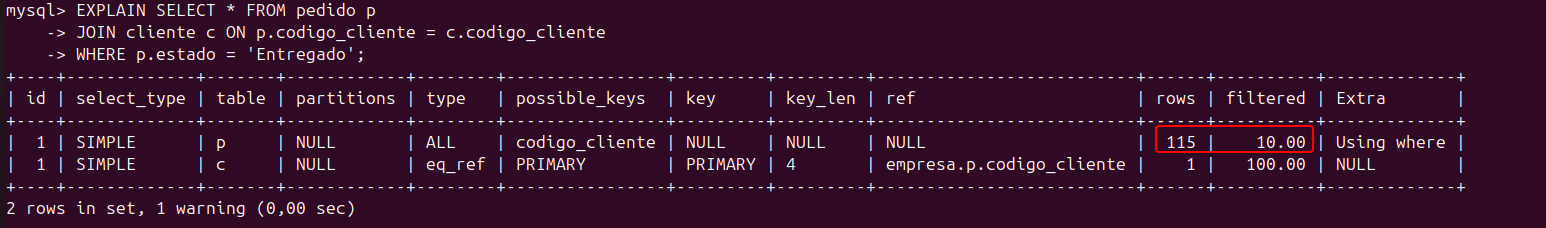 mysql> EXPLAIN SELECT * FROM pedido p
    -> JOIN cliente c ON p.codigo_cliente = c.codigo_cliente
    -> WHERE p.estado = 'Entregado';
+----+-------------+-------+------------+--------+----------------+---------+---------+--------------------------+------+----------+-------------+
| id | select_type | table | partitions | type   | possible_keys  | key     | key_len | ref                      | rows | filtered | Extra       |
+----+-------------+-------+------------+--------+----------------+---------+---------+--------------------------+------+----------+-------------+
|  1 | SIMPLE      | p     | NULL       | ALL    | codigo_cliente | NULL    | NULL    | NULL                     |  115 |    10.00 | Using where |
|  1 | SIMPLE      | c     | NULL       | eq_ref | PRIMARY        | PRIMARY | 4       | empresa.p.codigo_cliente |    1 |   100.00 | NULL        |
+----+-------------+-------+------------+--------+----------------+---------+---------+--------------------------+------+----------+-------------+
2 rows in set, 1 warning (0,00 sec)